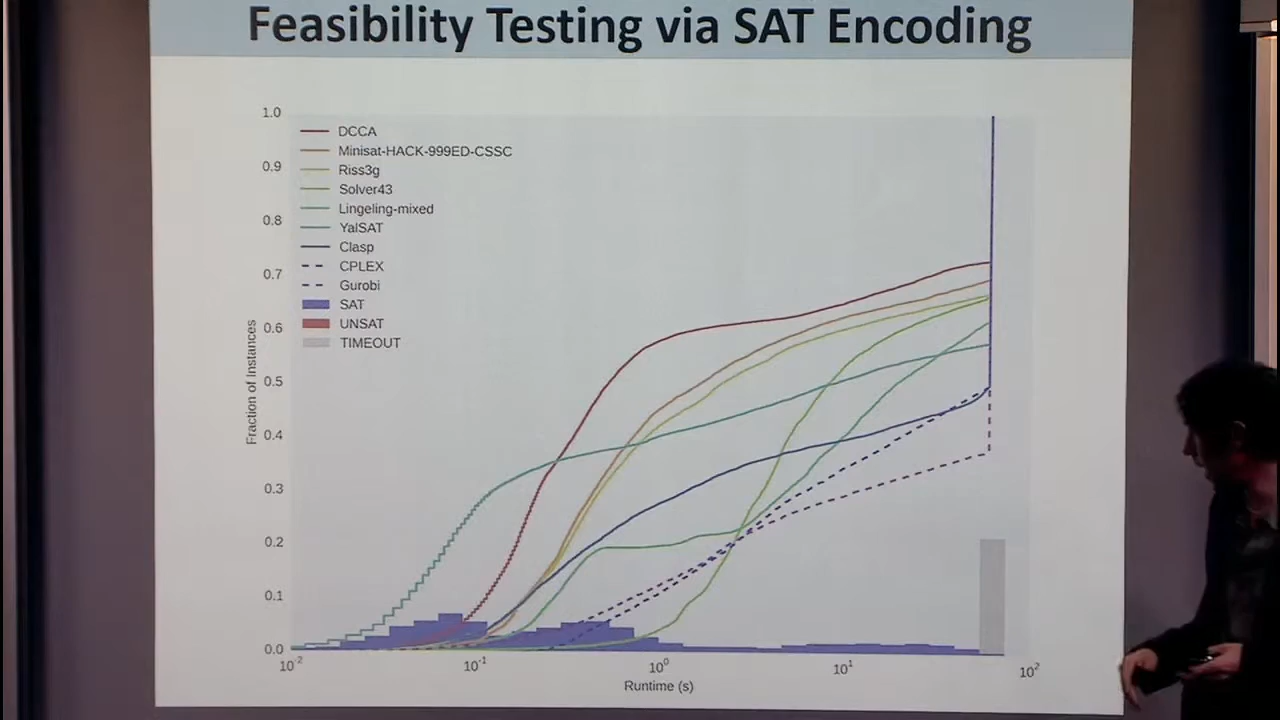 Feasibility Testing via SAT Encoding
1.0
0.9
0.8
0.7
0.6
0.5
0.4
0.3
0.2
0.1
0.0
Fraction of Instances
DCCA
Minisat-HACK-999ED-CSSC
Riss3g
Solver43
Lingeling-mixed
YalSAT
Clasp
CPLEX
Gurobi
SAT
UNSAT
TIMEOUT
10⁻² 10⁻¹ 10⁰ 10¹ 10²
Runtime (s)